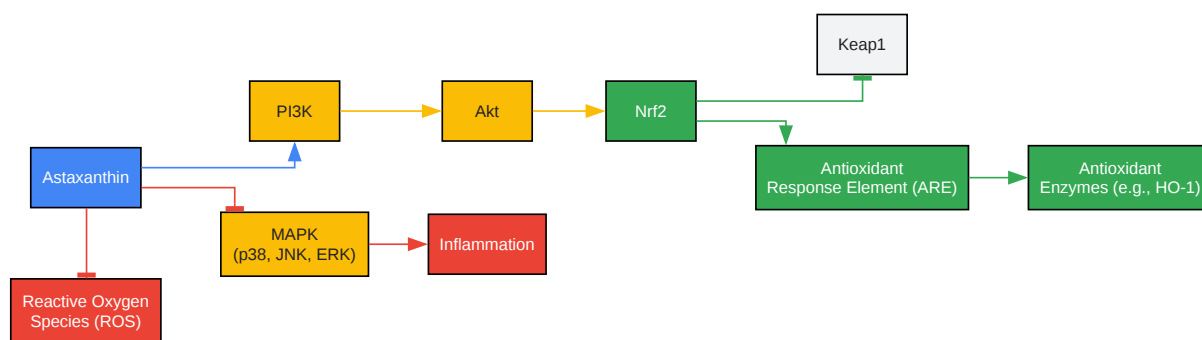 Keap1
PI3K
Akt
Nrf2
Astaxanthin
Antioxidant
Response Element (ARE)
Antioxidant
Enzymes (e.g., HO-1)
MAPK
(p38, JNK, ERK)
Inflammation
Reactive Oxygen
Species (ROS)